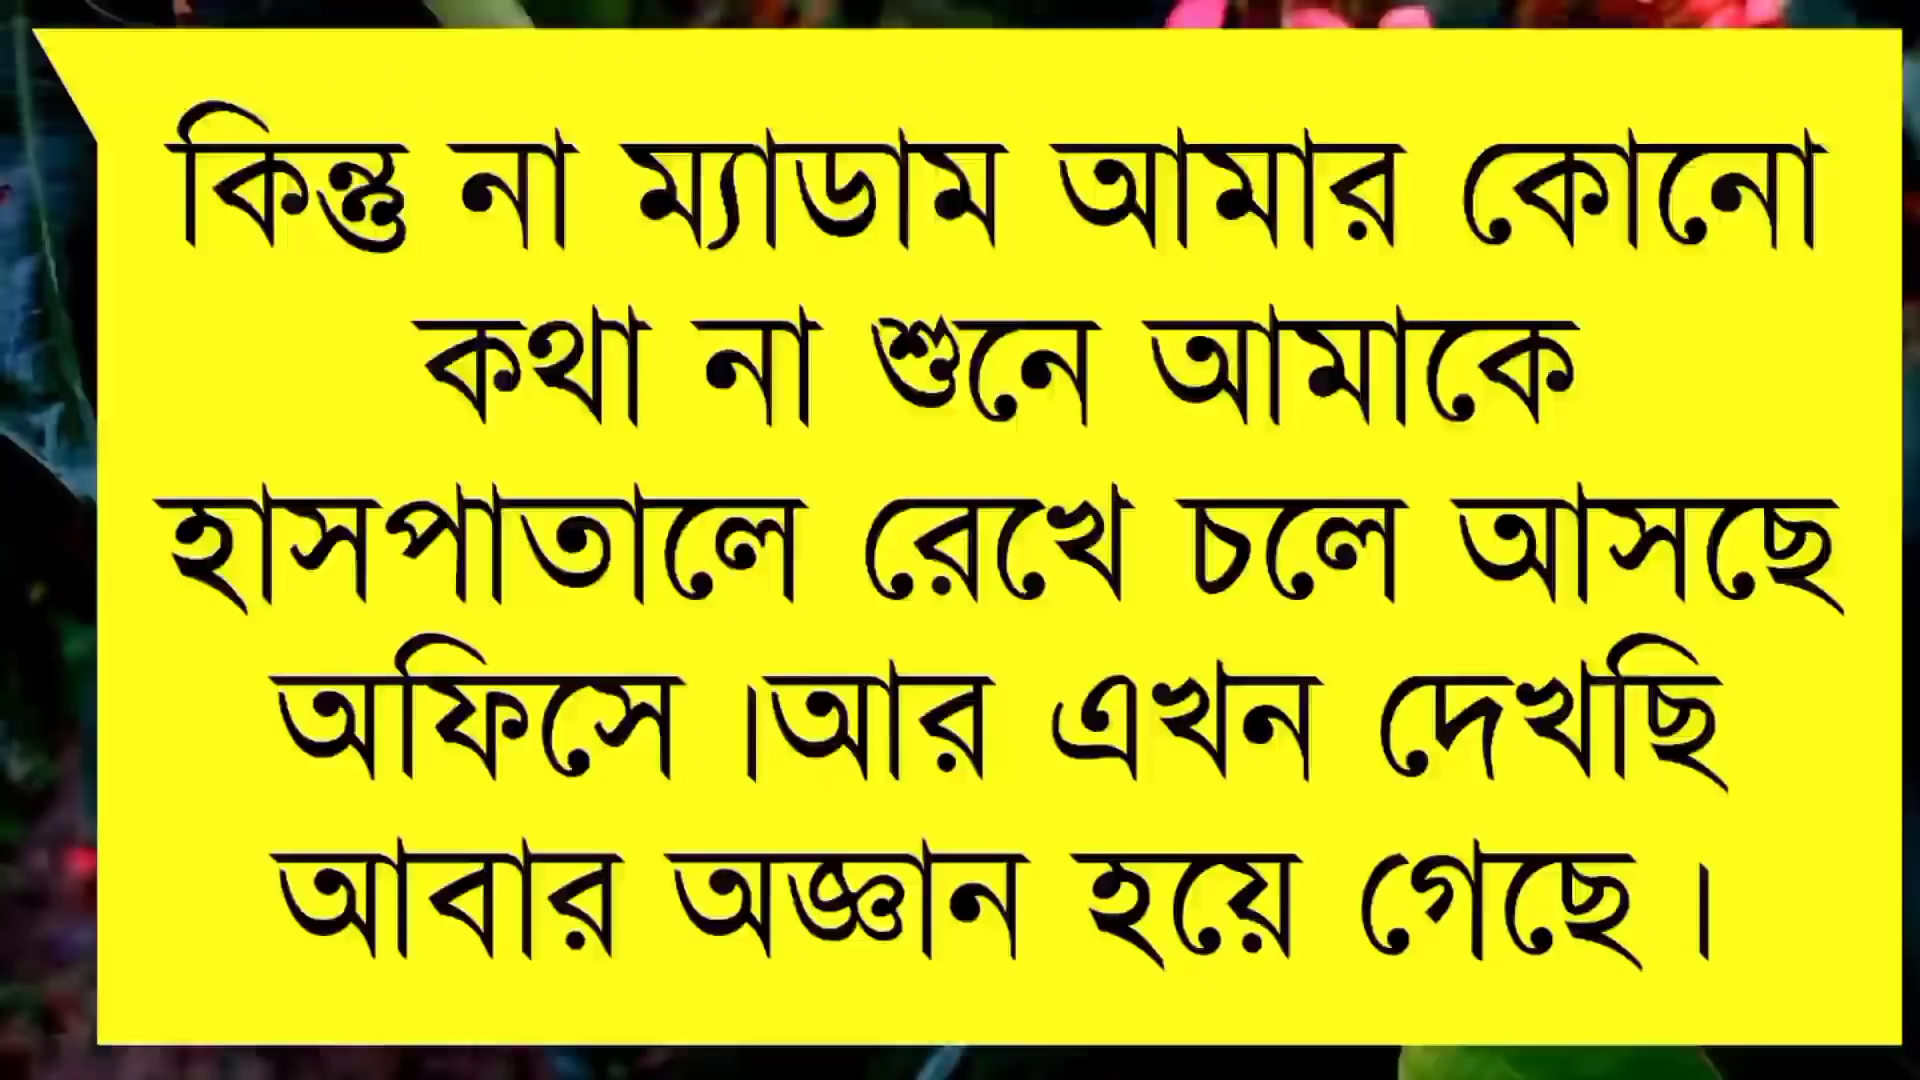 কিন্তু না ম্যাডাম আমার কোনো
কথা না শুনে আমাকে
হাসপাতালে রেখে চলে আসছে
অফিসে ।আর এখন দেখছি
আবার অজ্ঞান হয়ে গেছে ।